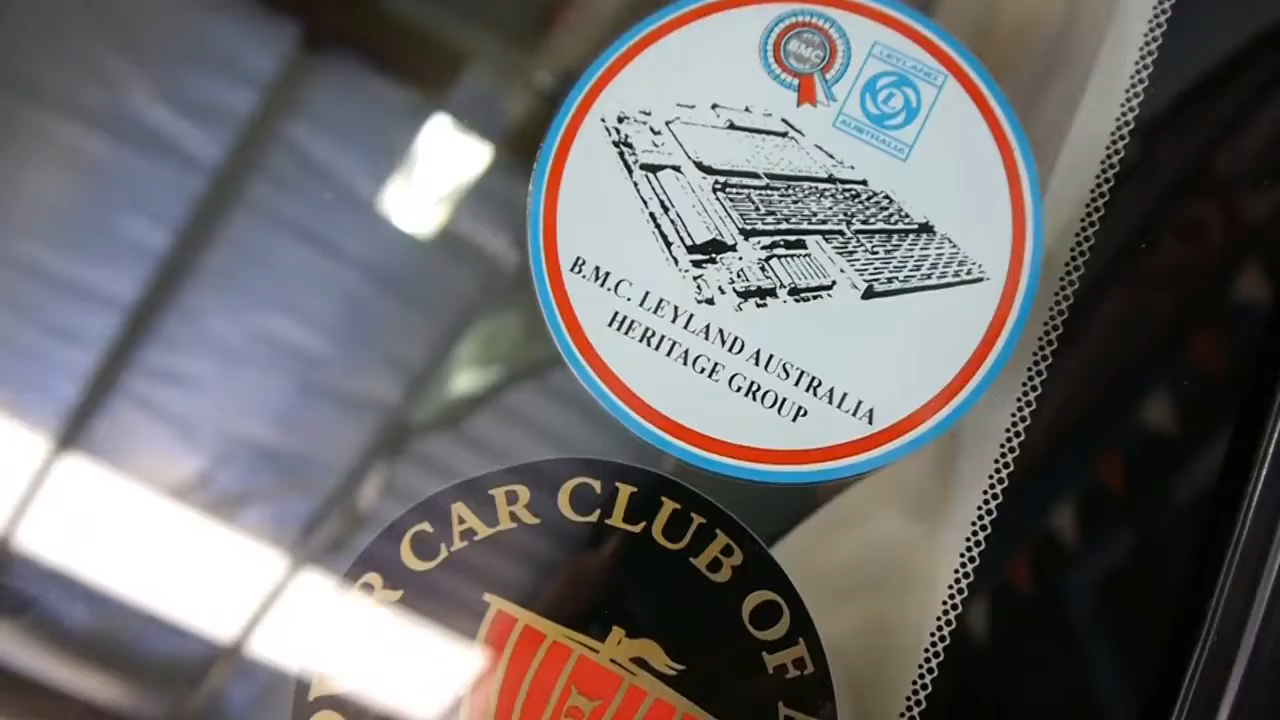 BMC
LEYLAND
L
AUSTRALIA
B.M.C. LEYLAND AUSTRALIA
HERITAGE GROUP
CAR CLUB OF